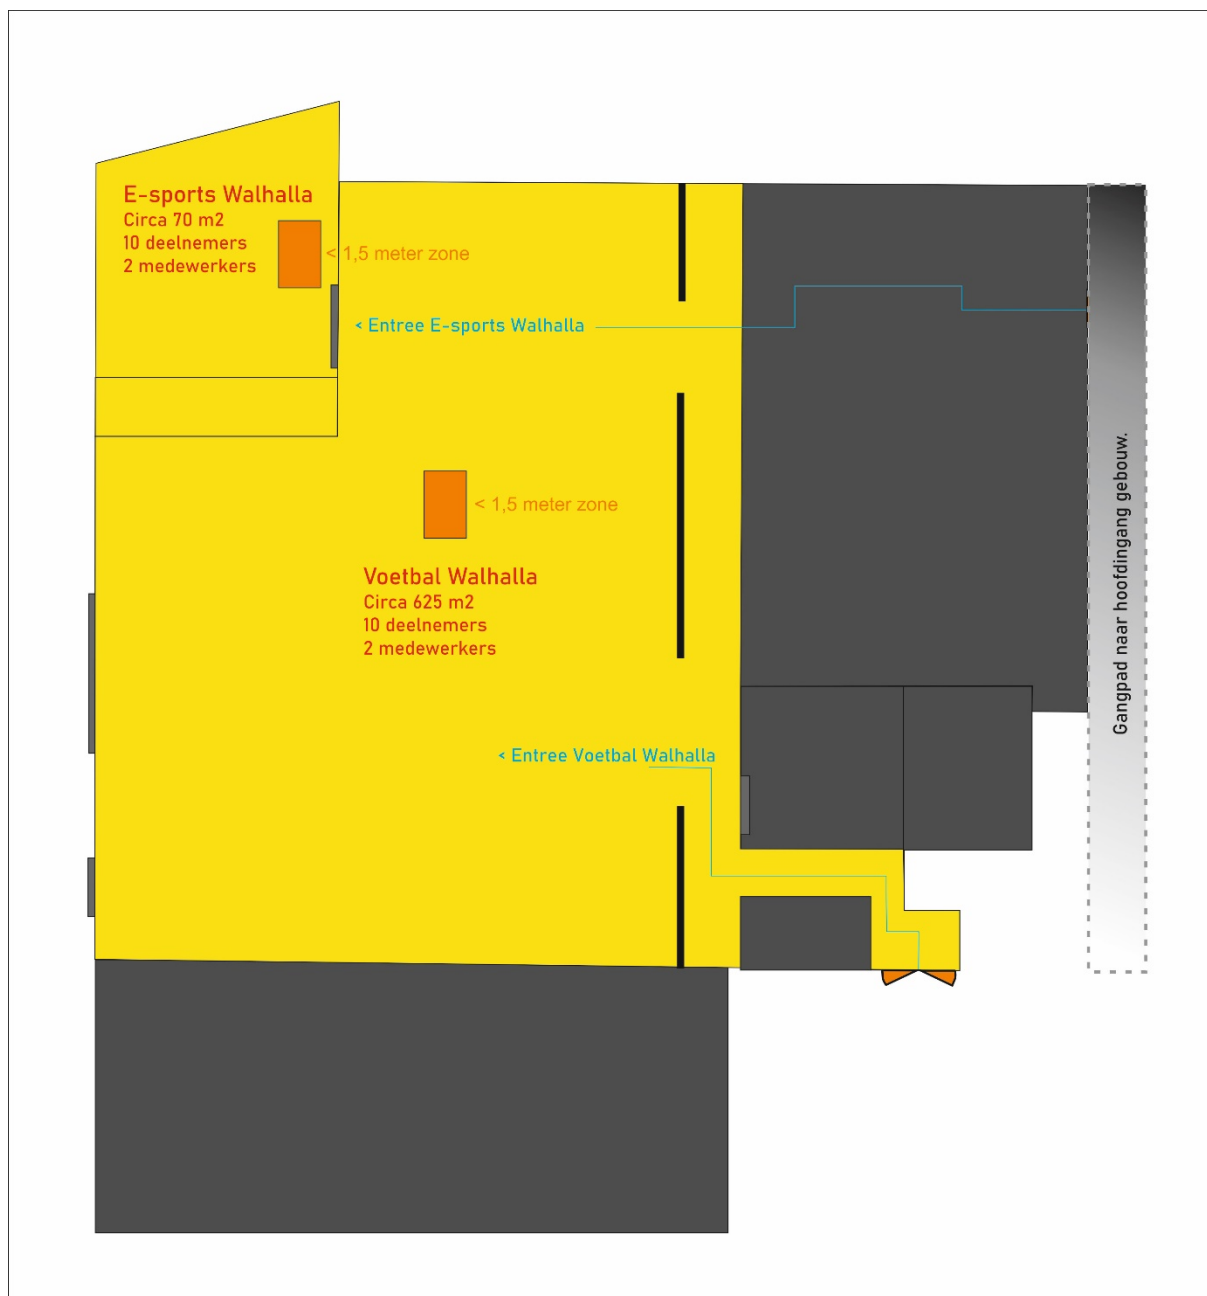 E-sports Walhalla
Circa 70 m2
10 deelnemers
2 medewerkers
< 1,5 meter zone
< Entree E-sports Walhalla
< 1,5 meter zone
Voetbal Walhalla
Circa 625 m2
10 deelnemers
2 medewerkers
< Entree Voetbal Walhalla
Gangpad naar hoofdingang gebouw.